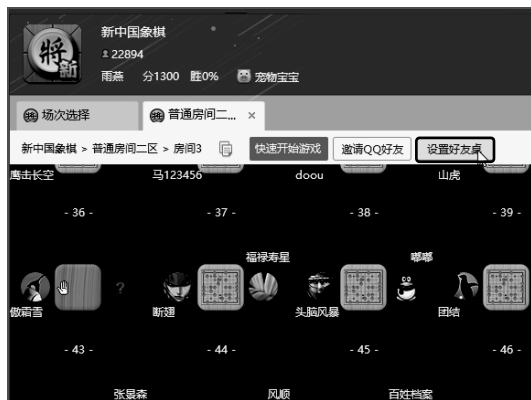 新中国象棋
22894
雨燕 分1300 胜0% 宠物宝宝
场次选择 普通房间二... ×
新中国象棋 > 普通房间二区 > 房间3 快速开始游戏 邀请QQ好友 设置好友桌
鹰击长空 马123456 doou 山虎
- 36 - - 37 - - 38 - - 39 -
福禄寿星 嘟嘟
?
傲霜雪 断翅 头脑风暴 团结
- 43 - - 44 - - 45 - - 46 -
张景森 风顺 百姓档案